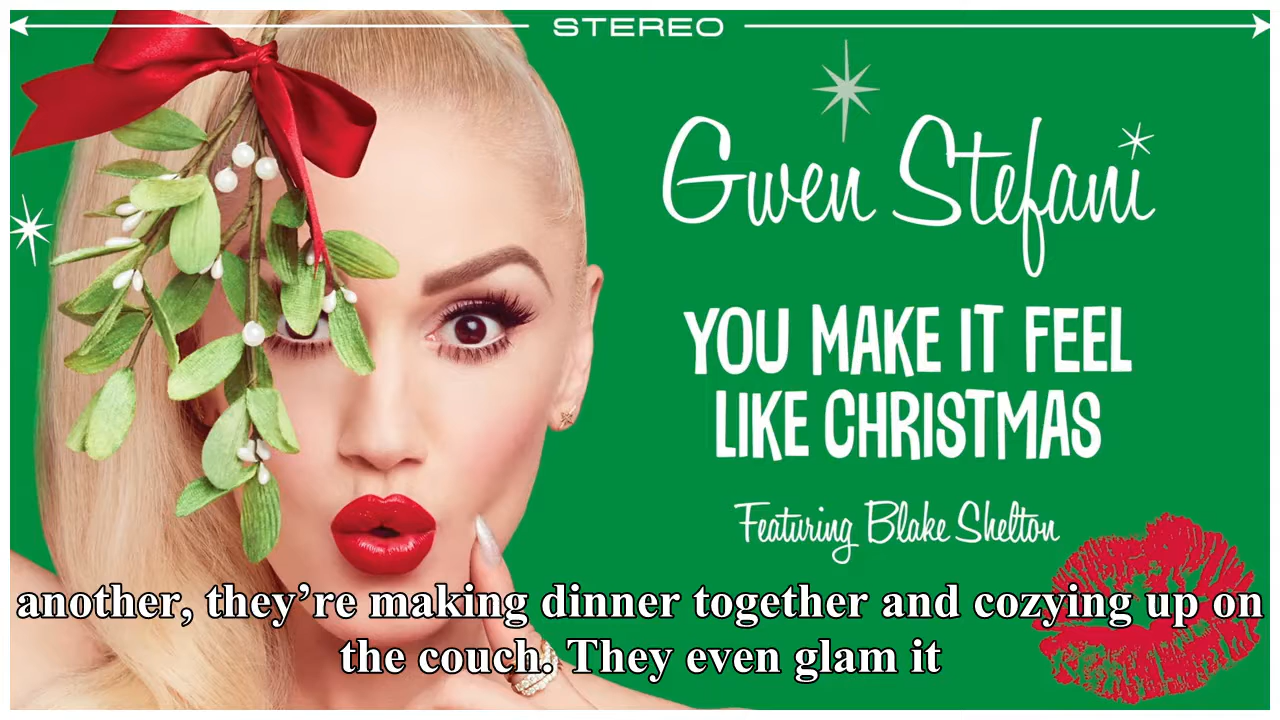 STEREO
Gwen Stefani
YOU MAKE IT FEEL
LIKE CHRISTMAS
Featuring Blake Shelton
another, they’re making dinner together and cozying up on
the couch. They even glam it